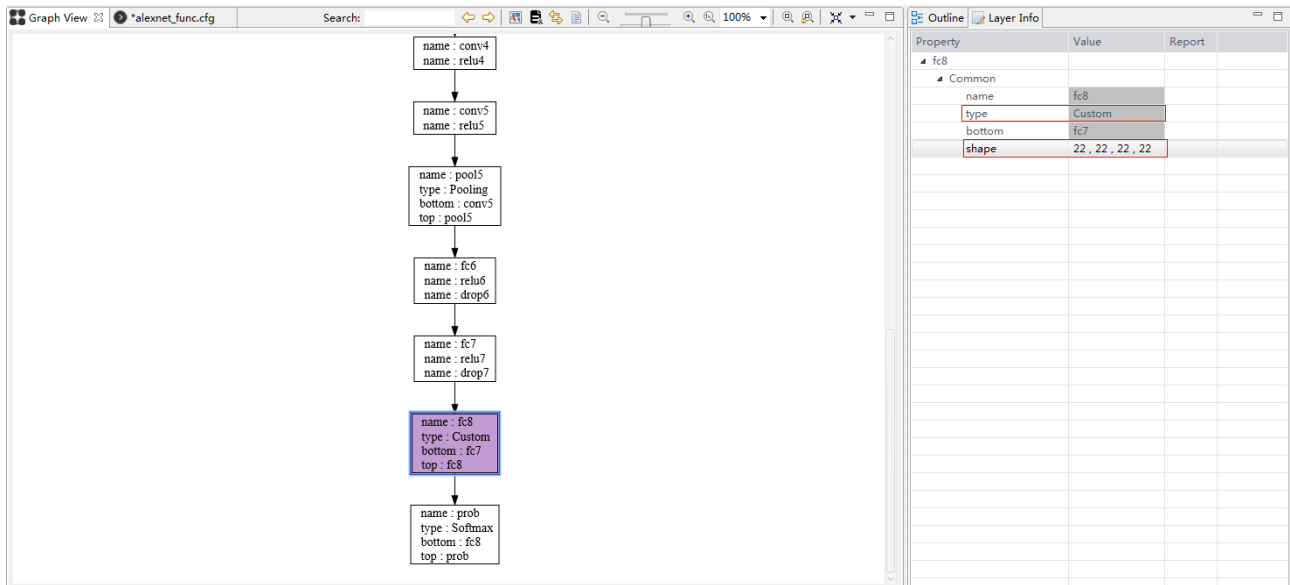 Graph View
*alexnet_func.cfg
Search:
100%
name : conv4
name : relu4
name : conv5
name : relu5
name : pool5
type : Pooling
bottom : conv5
top : pool5
name : fc6
name : relu6
name : drop6
name : fc7
name : relu7
name : drop7
name : fc8
type : Custom
bottom : fc7
top : fc8
name : prob
type : Softmax
bottom : fc8
top : prob
Outline
Layer Info
Property Value Report
fc8
Common
name fc8
type Custom
bottom fc7
shape 22 , 22 , 22 , 22